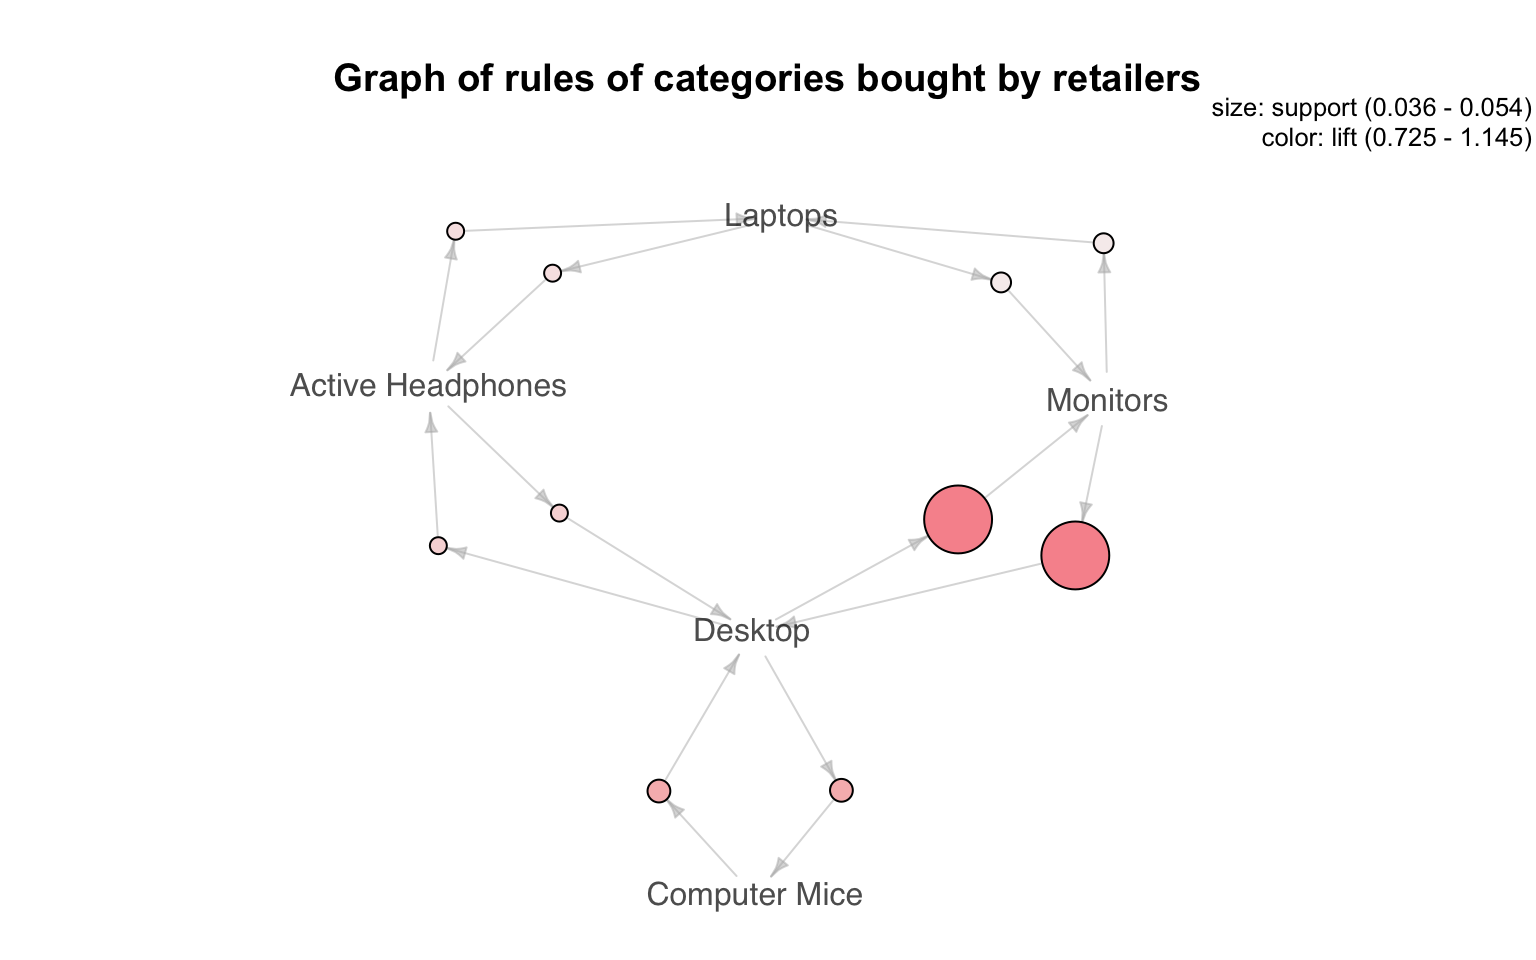 Graph of rules of categories bought by retailers
size: support (0.036 - 0.054)
color: lift (0.725 - 1.145)
Laptops
Active Headphones
Monitors
Desktop
Computer Mice